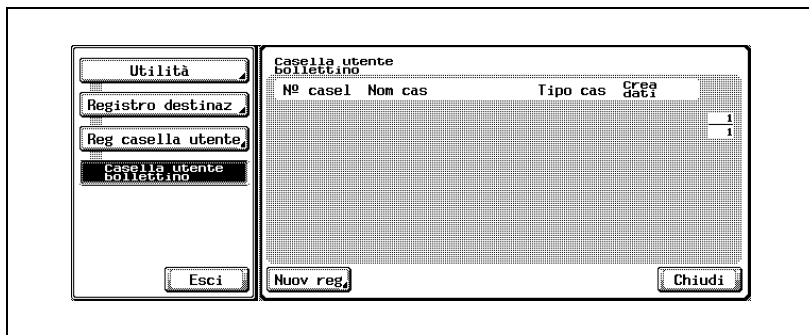 Utilità
Registro destinaz
Reg casella utente
Casella utente
bollettino
Esci
Casella utente
bollettino
Nº casel Nom cas Tipo cas Crea
dati
1
1
Nuov reg
Chiudi